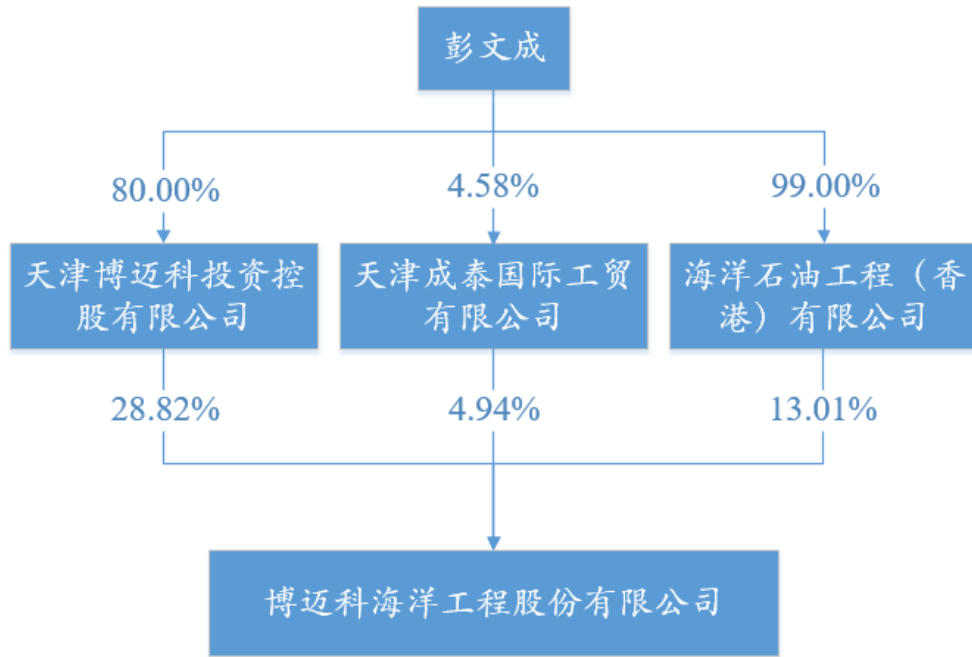 彭文成
80.00%
4.58%
99.00%
天津博迈科投资控
股有限公司
天津成泰国际工贸
有限公司
海洋石油工程（香
港）有限公司
28.82%
4.94%
13.01%
博迈科海洋工程股份有限公司